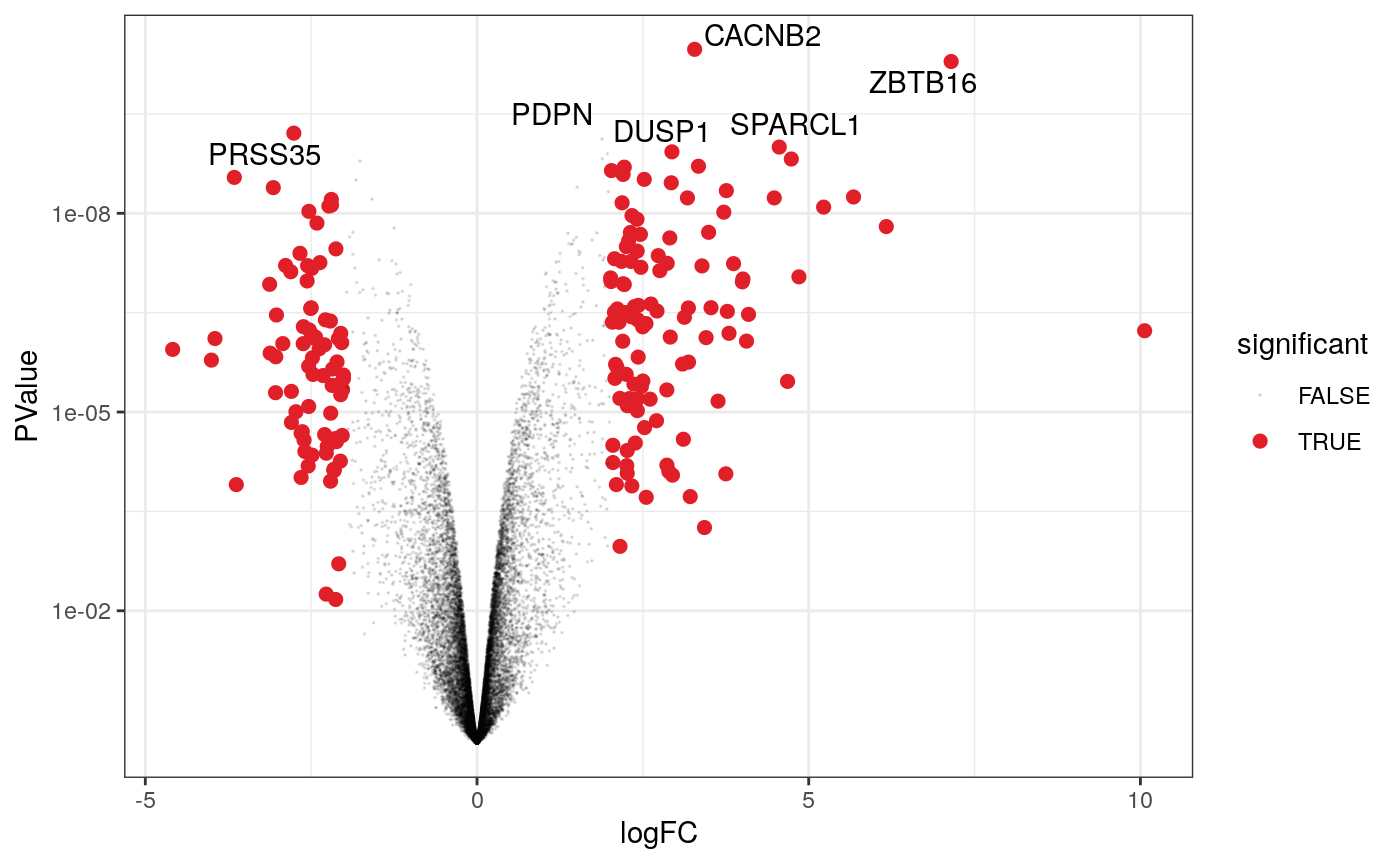 CACNB2
ZBTB16
PDPN
DUSP1
SPARCL1
PRSS35
1e-08
1e-05
1e-02
PValue
-5
0
5
10
logFC
significant
FALSE
TRUE